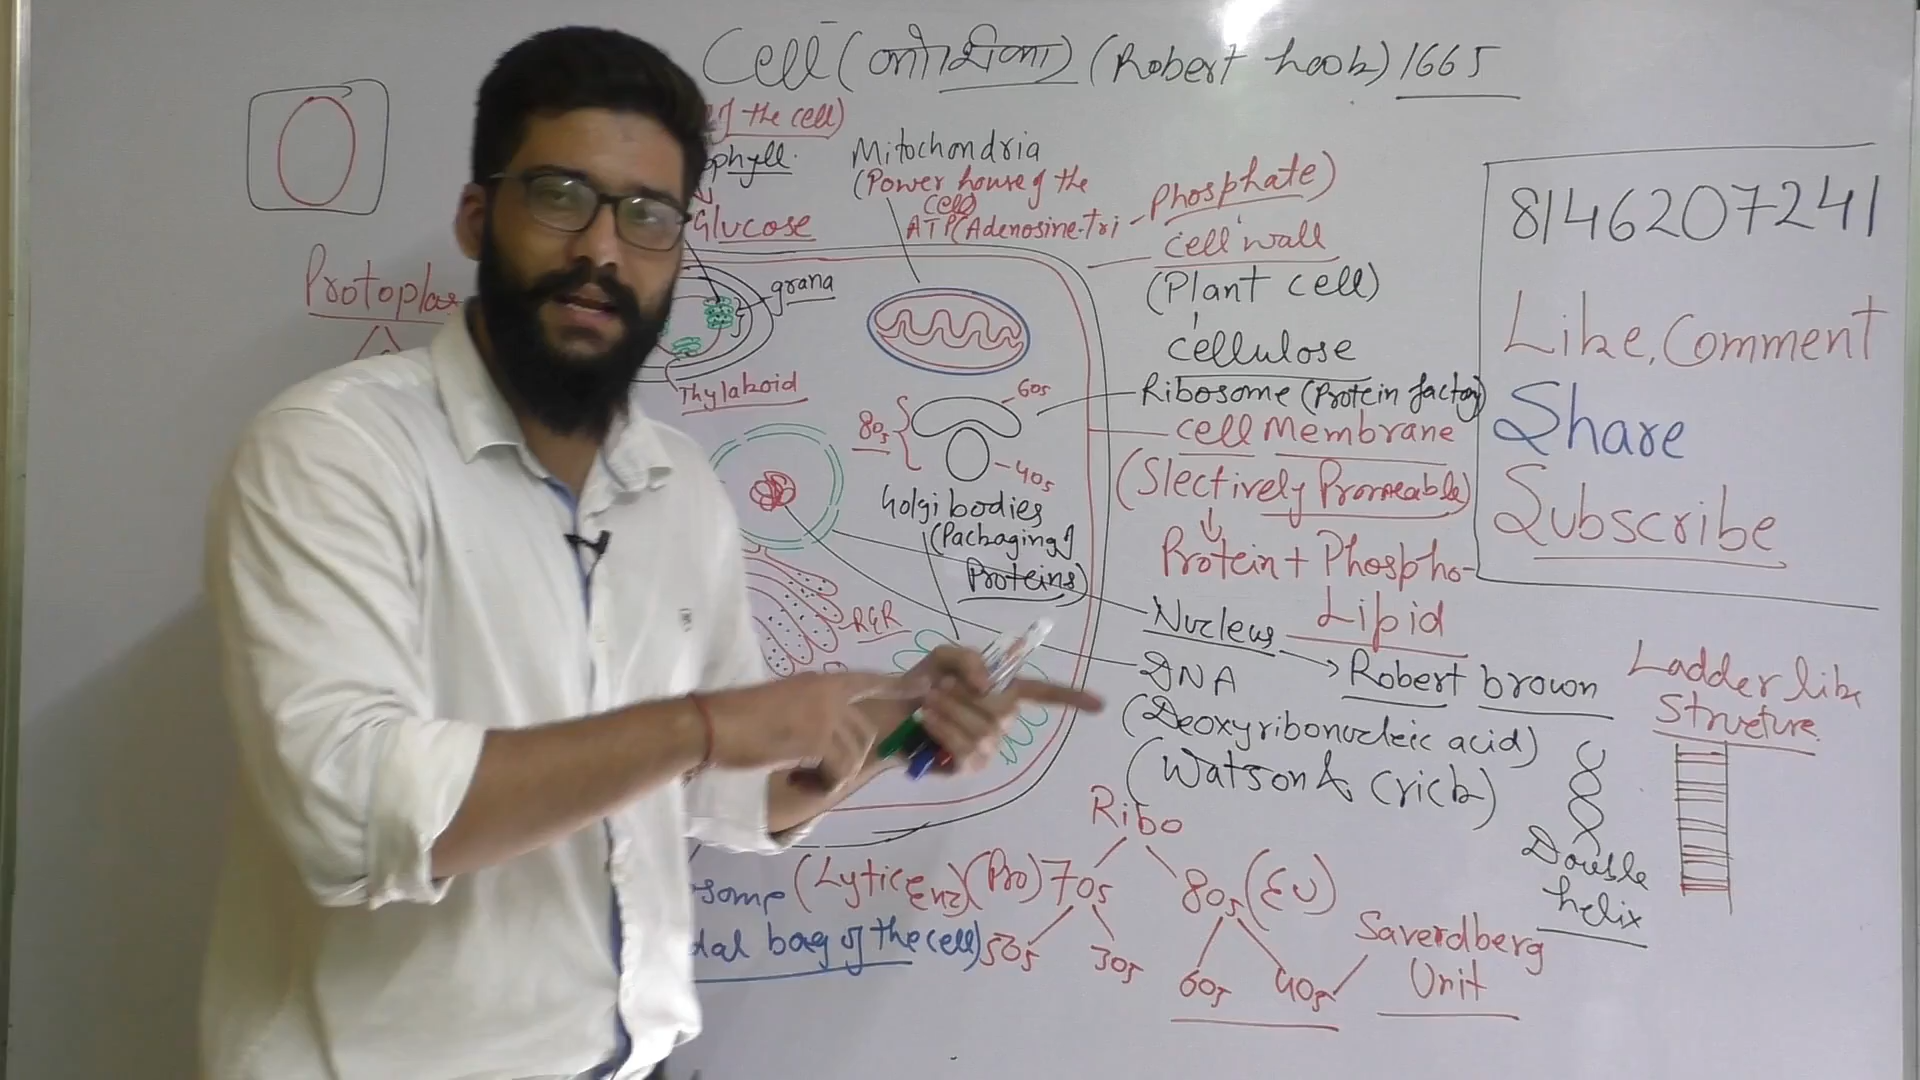 Cell (कोशिका) (Robert hook) 1665
of the cell)
phyll.
Glucose
Mitochondria
(Power house of the
cell)
ATP (Adenosine-Tri - Phosphate)
Protoplas
grana
Thylakoid
cell wall
(Plant cell)
cellulose
Ribosome (Protein factory)
60s
80s
40s
cell Membrane
(Slectively Prormeable)
Protein + Phospho-
Lipid
Golgi bodies
(Packaging of
Proteins)
RER
Nucleus
Robert brown
DNA
(Deoxyribonucleic acid)
(Watson & Crick)
Ribo
(Pro) 70s
80s (EU)
50s
30s
60s
40s
Saverdberg
Unit
some (Lytic Enz)
dal bag of the cell)
Double
helix
Ladder like
Structure
8146207241
Like, Comment
Share
Subscribe